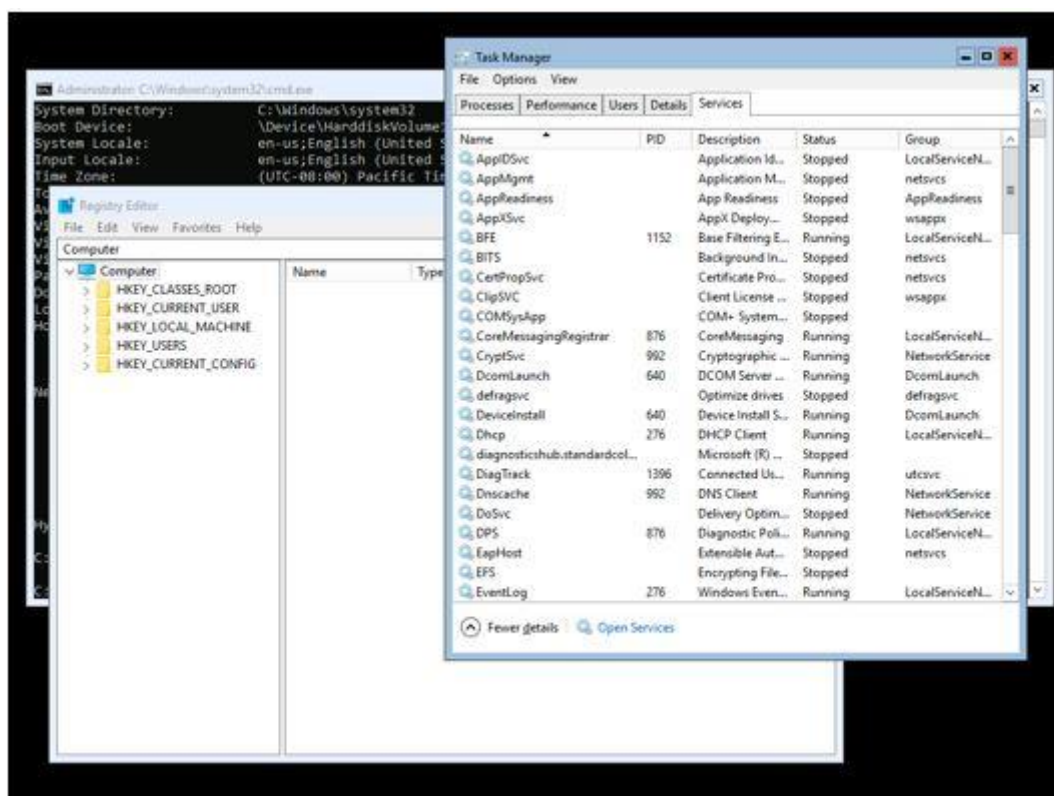 Administrator: C:\Windows\system32\cmd.exe
System Directory: C:\Windows\system32
Boot Device: \Device\HarddiskVolume
System Locale: en-us;English (United S
Input Locale: en-us;English (United S
Time Zone: (UTC-08:00) Pacific Tim
Registry Editor
File Edit View Favorites Help
Computer
Computer
HKEY_CLASSES_ROOT
HKEY_CURRENT_USER
HKEY_LOCAL_MACHINE
HKEY_USERS
HKEY_CURRENT_CONFIG
Name Type
Task Manager
File Options View
Processes Performance Users Details Services
Name PID Description Status Group
AppIDSvc Application Id... Stopped LocalServiceN...
AppMgmt Application M... Stopped netsvcs
AppReadiness App Readiness Stopped AppReadiness
AppXSvc AppX Deploy... Stopped wsappx
BFE 1152 Base Filtering E... Running LocalServiceN...
BITS Background In... Stopped netsvcs
CertPropSvc Certificate Pro... Stopped netsvcs
ClipSVC Client License ... Stopped wsappx
COMSysApp COM+ System... Stopped
CoreMessagingRegistrar 876 CoreMessaging Running LocalServiceN...
CryptSvc 992 Cryptographic ... Running NetworkService
DcomLaunch 640 DCOM Server ... Running DcomLaunch
defragsvc Optimize drives Stopped defragsvc
DeviceInstall 640 Device Install S... Running DcomLaunch
Dhcp 276 DHCP Client Running LocalServiceN...
diagnosticshub.standardcol... Microsoft (R) ... Stopped
DiagTrack 1396 Connected Us... Running utcsvc
Dnscache 992 DNS Client Running NetworkService
DoSvc Delivery Optim... Stopped NetworkService
DPS 876 Diagnostic Poli... Running LocalServiceN...
EapHost Extensible Aut... Stopped netsvcs
EFS Encrypting File... Stopped
EventLog 276 Windows Even... Running LocalServiceN...
Fewer details Open Services